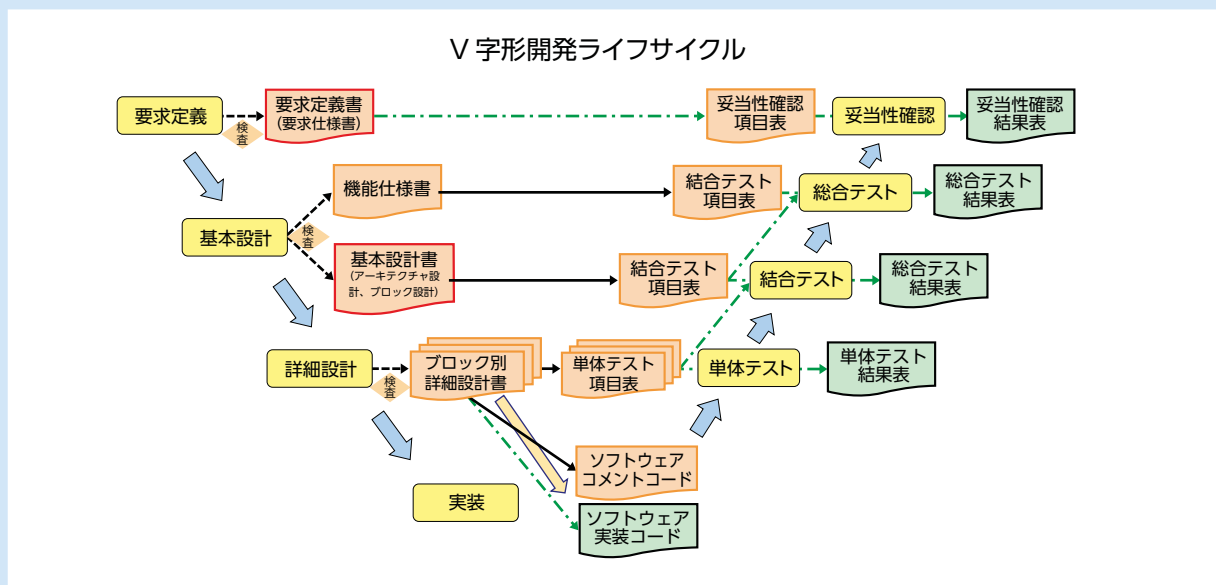 V 字形開発ライフサイクル
要求定義
検査
要求定義書
(要求仕様書)
妥当性確認
項目表
妥当性確認
妥当性確認
結果表
機能仕様書
結合テスト
項目表
総合テスト
総合テスト
結果表
基本設計
検査
基本設計書
(アーキテクチャ設
計、ブロック設計)
結合テスト
項目表
結合テスト
総合テスト
結果表
詳細設計
検査
ブロック別
詳細設計書
単体テスト
項目表
単体テスト
単体テスト
結果表
ソフトウェア
コメントコード
実装
ソフトウェア
実装コード